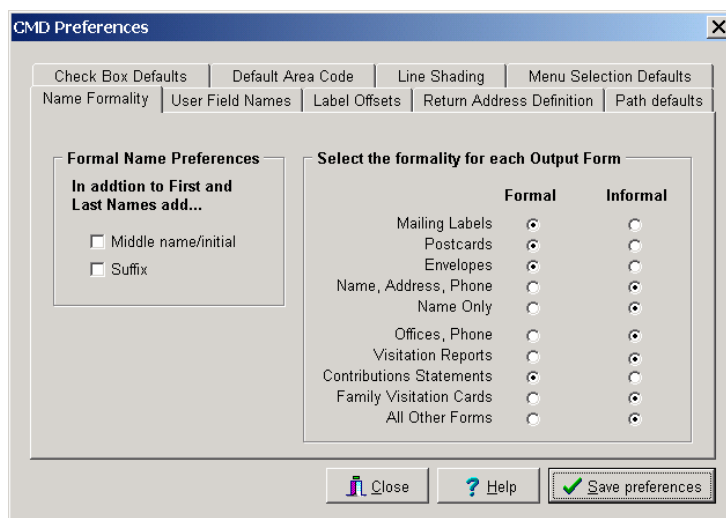 CMD Preferences
Check Box Defaults
Default Area Code
Line Shading
Menu Selection Defaults
Name Formality
User Field Names
Label Offsets
Return Address Definition
Path defaults
Formal Name Preferences
In addtion to First and
Last Names add...
Middle name/initial
Suffix
Select the formality for each Output Form
Formal
Informal
Mailing Labels
Postcards
Envelopes
Name, Address, Phone
Name Only
Offices, Phone
Visitation Reports
Contributions Statements
Family Visitation Cards
All Other Forms
Close
? Help
Save preferences